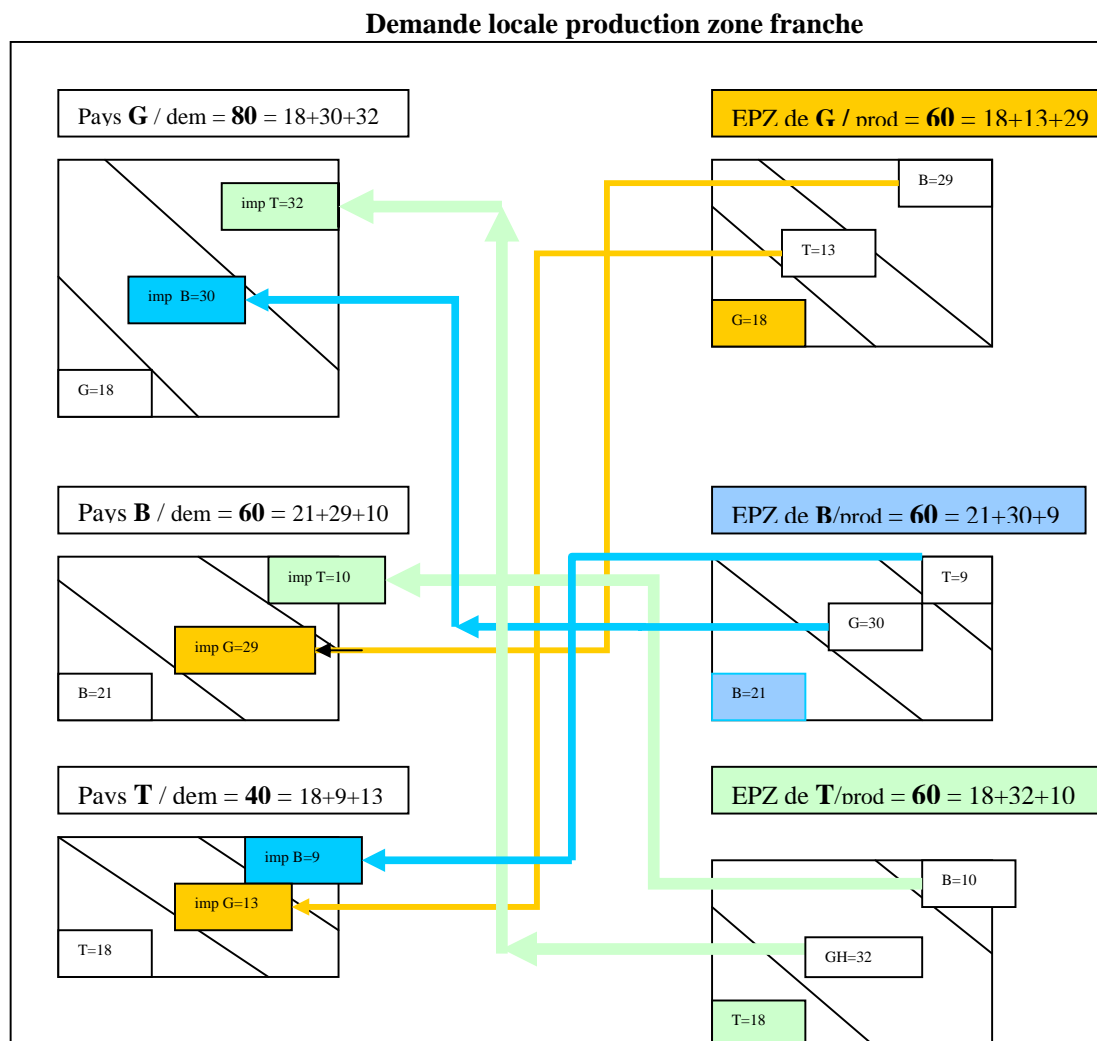 Demande locale production zone franche
Pays G / dem = 80 = 18+30+32
imp T=32
imp B=30
G=18
EPZ de G / prod = 60 = 18+13+29
B=29
T=13
G=18
Pays B / dem = 60 = 21+29+10
imp T=10
imp G=29
B=21
EPZ de B/prod = 60 = 21+30+9
T=9
G=30
B=21
Pays T / dem = 40 = 18+9+13
imp B=9
imp G=13
T=18
EPZ de T/prod = 60 = 18+32+10
B=10
GH=32
T=18